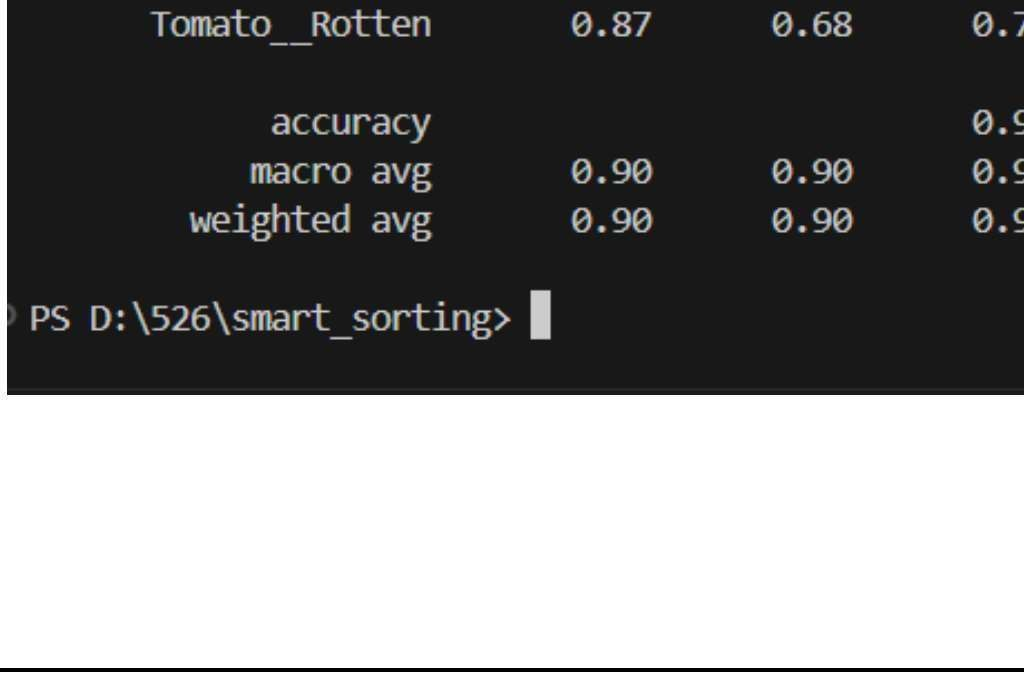 Tomato__Rotten 0.87 0.68 0.7
accuracy 0.9
macro avg 0.90 0.90 0.9
weighted avg 0.90 0.90 0.9
PS D:\526\smart_sorting>